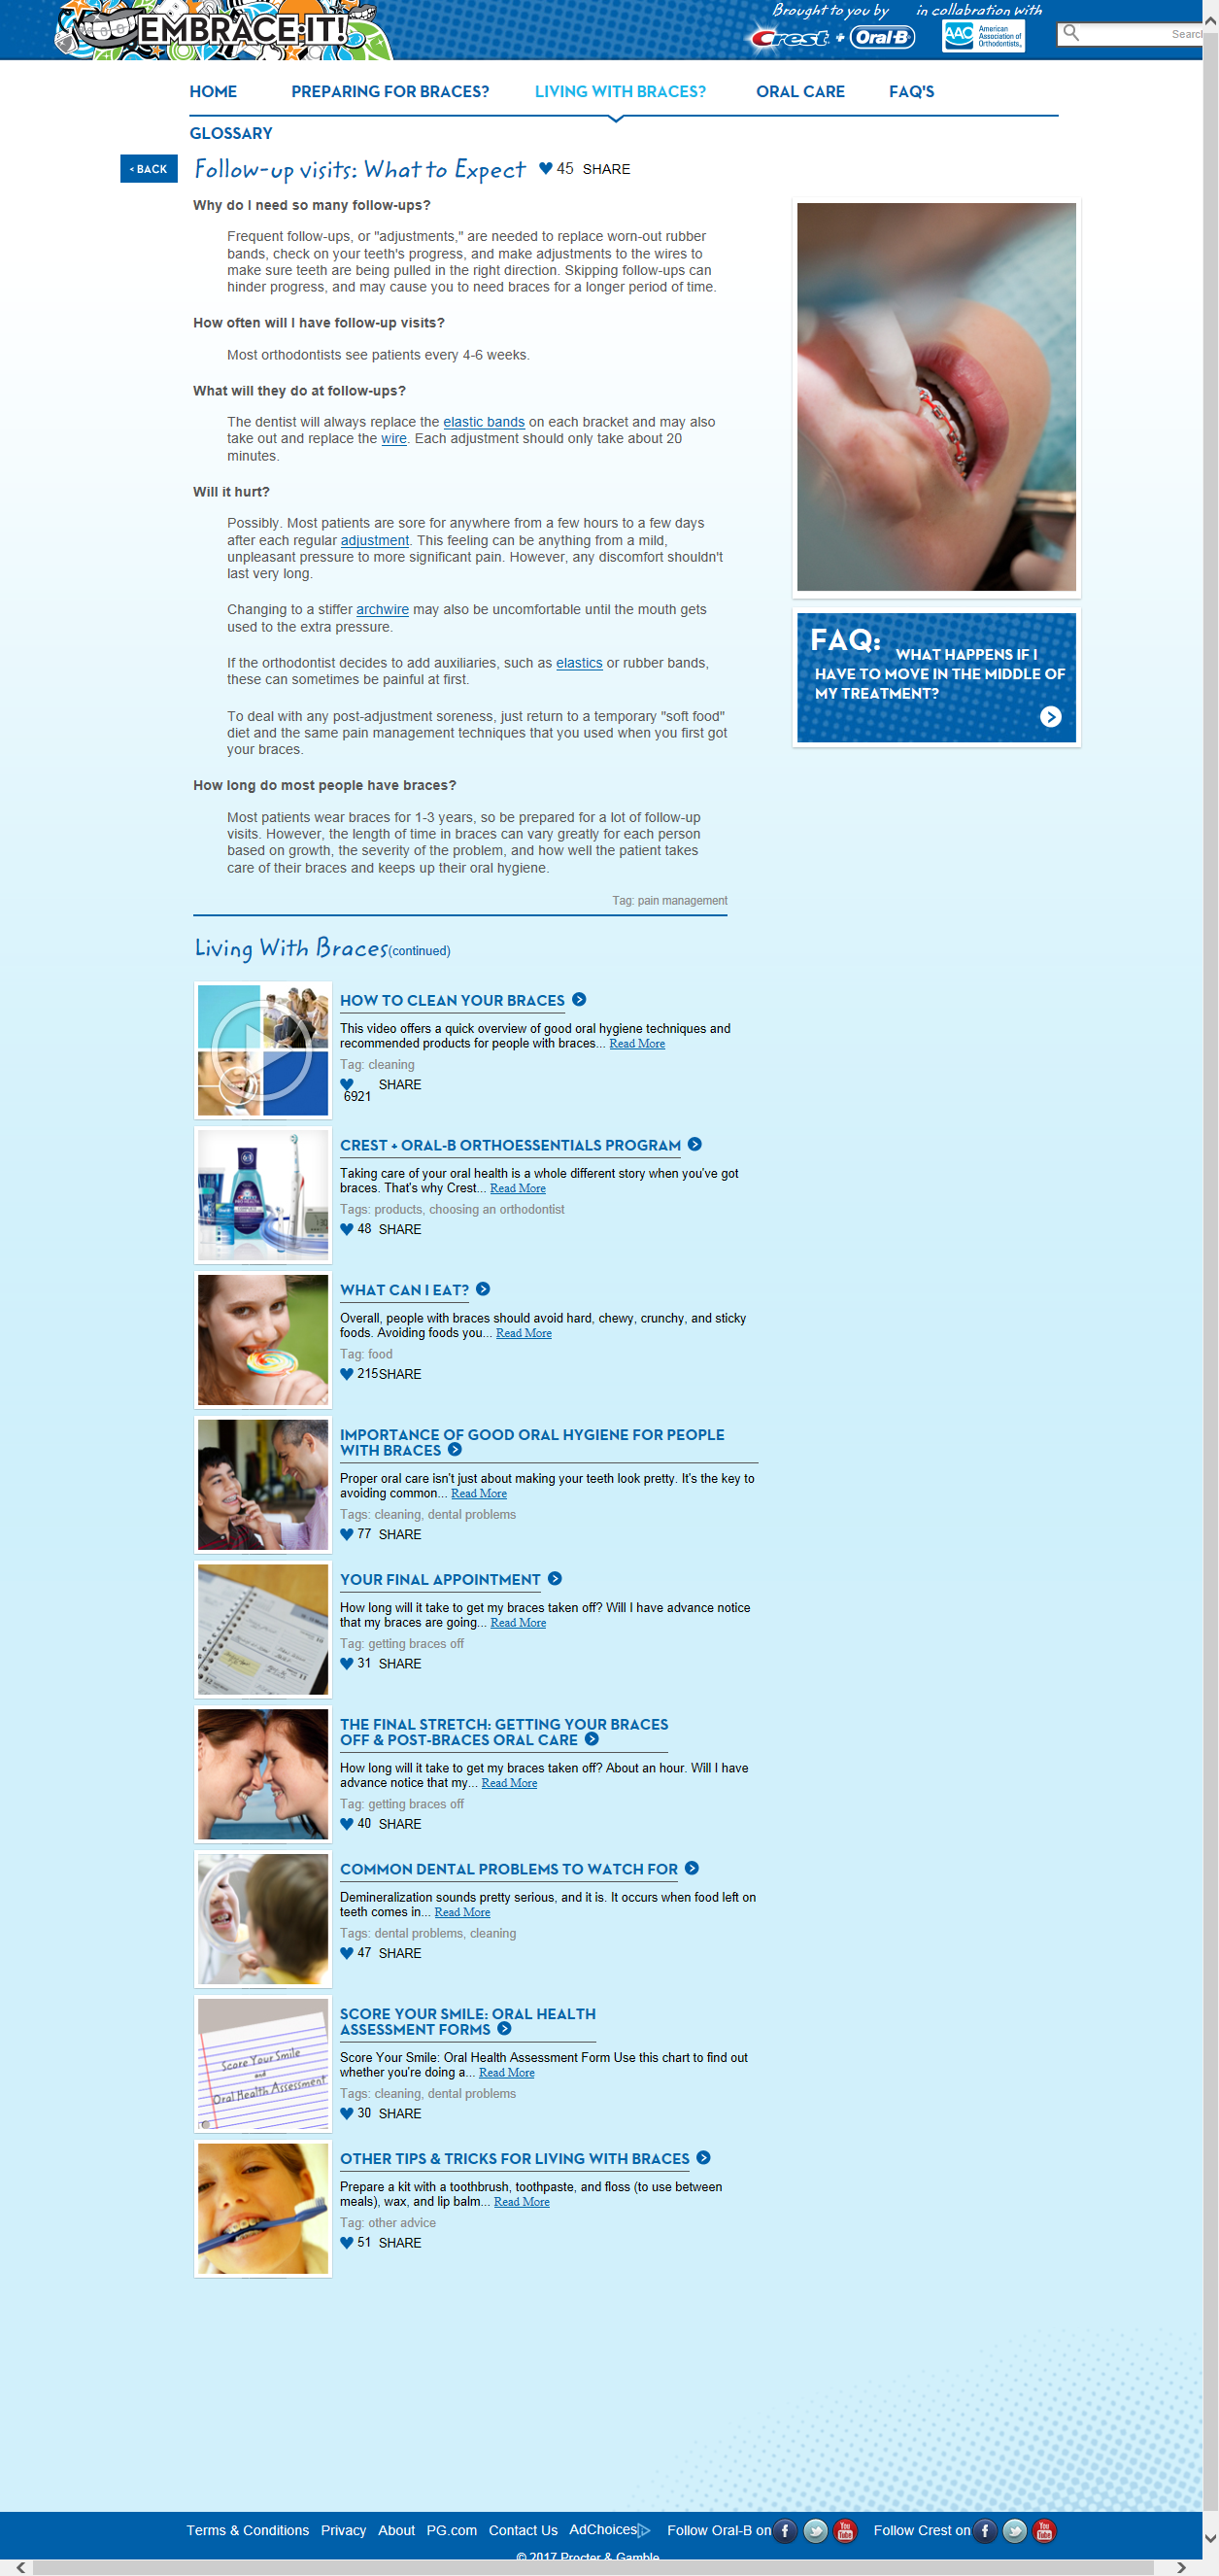 EMBRACE·IT!
Brought to you by in collabration with
Crest + Oral-B AAO American Association of Orthodontists
Search
HOME PREPARING FOR BRACES? LIVING WITH BRACES? ORAL CARE FAQ'S
GLOSSARY
< BACK Follow-up visits: What to Expect 45 SHARE
Why do I need so many follow-ups?
Frequent follow-ups, or "adjustments," are needed to replace worn-out rubber
bands, check on your teeth's progress, and make adjustments to the wires to
make sure teeth are being pulled in the right direction. Skipping follow-ups can
hinder progress, and may cause you to need braces for a longer period of time.
How often will I have follow-up visits?
Most orthodontists see patients every 4-6 weeks.
What will they do at follow-ups?
The dentist will always replace the elastic bands on each bracket and may also
take out and replace the wire. Each adjustment should only take about 20
minutes.
Will it hurt?
Possibly. Most patients are sore for anywhere from a few hours to a few days
after each regular adjustment. This feeling can be anything from a mild,
unpleasant pressure to more significant pain. However, any discomfort shouldn't
last very long.
Changing to a stiffer archwire may also be uncomfortable until the mouth gets
used to the extra pressure.
If the orthodontist decides to add auxiliaries, such as elastics or rubber bands,
these can sometimes be painful at first.
To deal with any post-adjustment soreness, just return to a temporary "soft food"
diet and the same pain management techniques that you used when you first got
your braces.
How long do most people have braces?
Most patients wear braces for 1-3 years, so be prepared for a lot of follow-up
visits. However, the length of time in braces can vary greatly for each person
based on growth, the severity of the problem, and how well the patient takes
care of their braces and keeps up their oral hygiene.
Tag: pain management
FAQ: WHAT HAPPENS IF I
HAVE TO MOVE IN THE MIDDLE OF
MY TREATMENT?
Living With Braces(continued)
HOW TO CLEAN YOUR BRACES
This video offers a quick overview of good oral hygiene techniques and
recommended products for people with braces... Read More
Tag: cleaning
SHARE
6921
CREST + ORAL-B ORTHOESSENTIALS PROGRAM
Taking care of your oral health is a whole different story when you've got
braces. That's why Crest... Read More
Tags: products, choosing an orthodontist
48 SHARE
WHAT CAN I EAT?
Overall, people with braces should avoid hard, chewy, crunchy, and sticky
foods. Avoiding foods you... Read More
Tag: food
215SHARE
IMPORTANCE OF GOOD ORAL HYGIENE FOR PEOPLE
WITH BRACES
Proper oral care isn't just about making your teeth look pretty. It's the key to
avoiding common... Read More
Tags: cleaning, dental problems
77 SHARE
YOUR FINAL APPOINTMENT
How long will it take to get my braces taken off? Will I have advance notice
that my braces are going... Read More
Tag: getting braces off
31 SHARE
THE FINAL STRETCH: GETTING YOUR BRACES
OFF & POST-BRACES ORAL CARE
How long will it take to get my braces taken off? About an hour. Will I have
advance notice that my... Read More
Tag: getting braces off
40 SHARE
COMMON DENTAL PROBLEMS TO WATCH FOR
Demineralization sounds pretty serious, and it is. It occurs when food left on
teeth comes in... Read More
Tags: dental problems, cleaning
47 SHARE
Score Your Smile
and
Oral Health Assessment
SCORE YOUR SMILE: ORAL HEALTH
ASSESSMENT FORMS
Score Your Smile: Oral Health Assessment Form Use this chart to find out
whether you're doing a... Read More
Tags: cleaning, dental problems
30 SHARE
OTHER TIPS & TRICKS FOR LIVING WITH BRACES
Prepare a kit with a toothbrush, toothpaste, and floss (to use between
meals), wax, and lip balm... Read More
Tag: other advice
51 SHARE
Terms & Conditions Privacy About PG.com Contact Us AdChoices Follow Oral-B on f You Tube Follow Crest on f You Tube
© 2017 Procter & Gamble